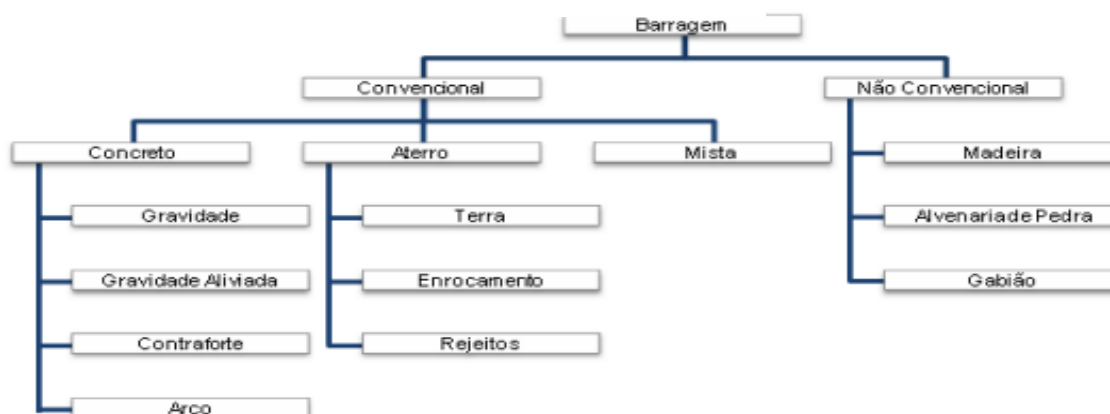 Barragem
Convencional
Não Convencional
Concreto
Aterro
Mista
Madeira
Gravidade
Terra
Alvenaria de Pedra
Gravidade Aliviada
Enrocamento
Gabião
Contraforte
Rejeitos
Arco